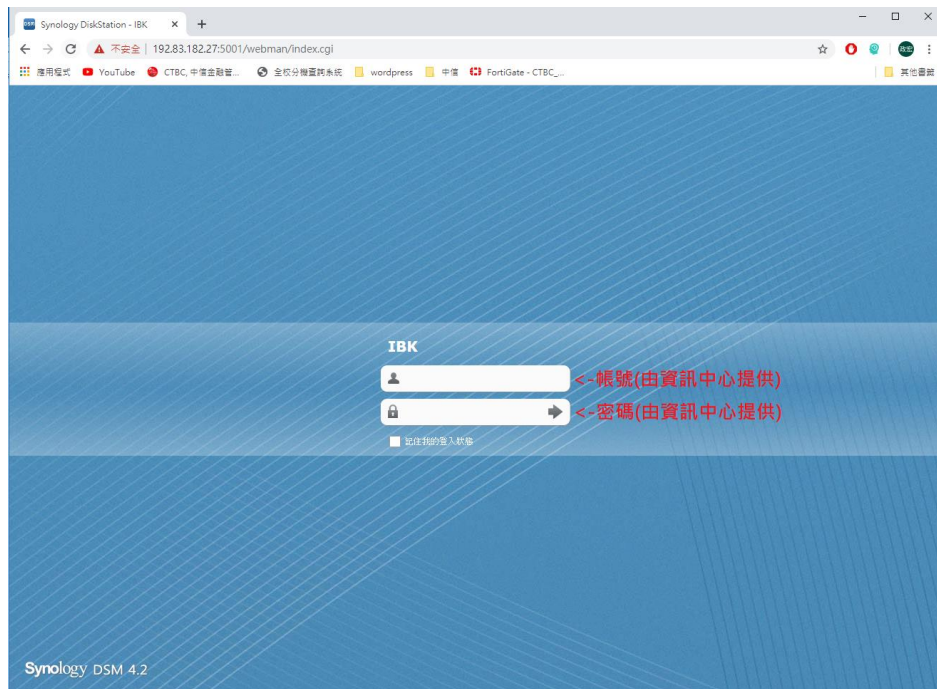 DSM Synology DiskStation - IBK
不安全 192.83.182.27:5001/webman/index.cgi
政宏
應用程式 YouTube CTBC, 中信金融管... 全校分機查詢系統 wordpress 中信 FortiGate - CTBC_... 其他書籤
IBK
<-帳號(由資訊中心提供)
<-密碼(由資訊中心提供)
記住我的登入狀態
Synology DSM 4.2